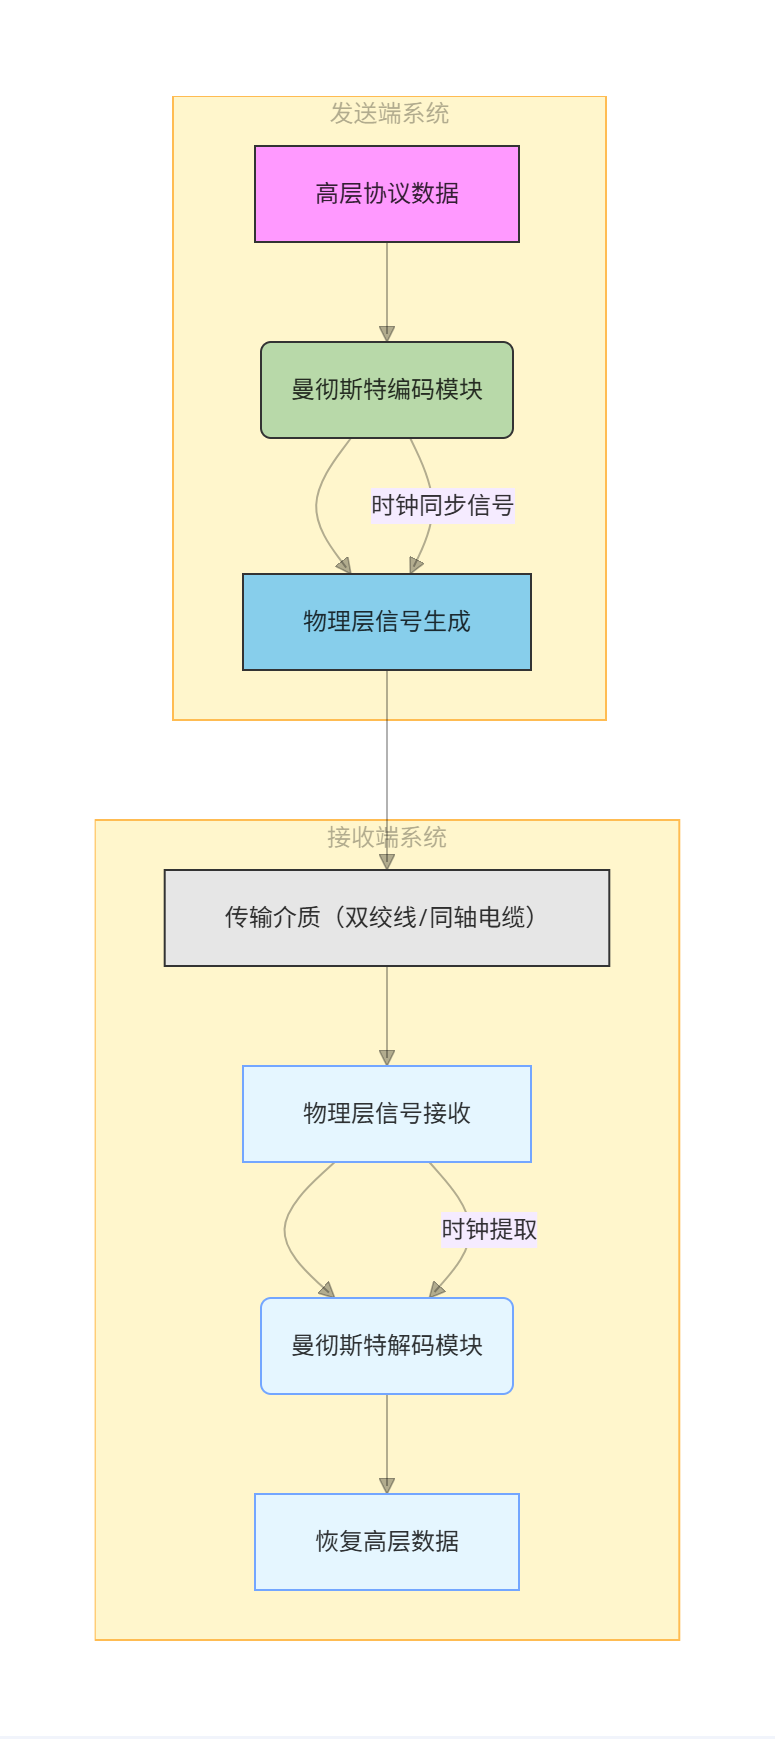 发送端系统
高层协议数据
曼彻斯特编码模块
时钟同步信号
物理层信号生成
接收端系统
传输介质（双绞线/同轴电缆）
物理层信号接收
时钟提取
曼彻斯特解码模块
恢复高层数据